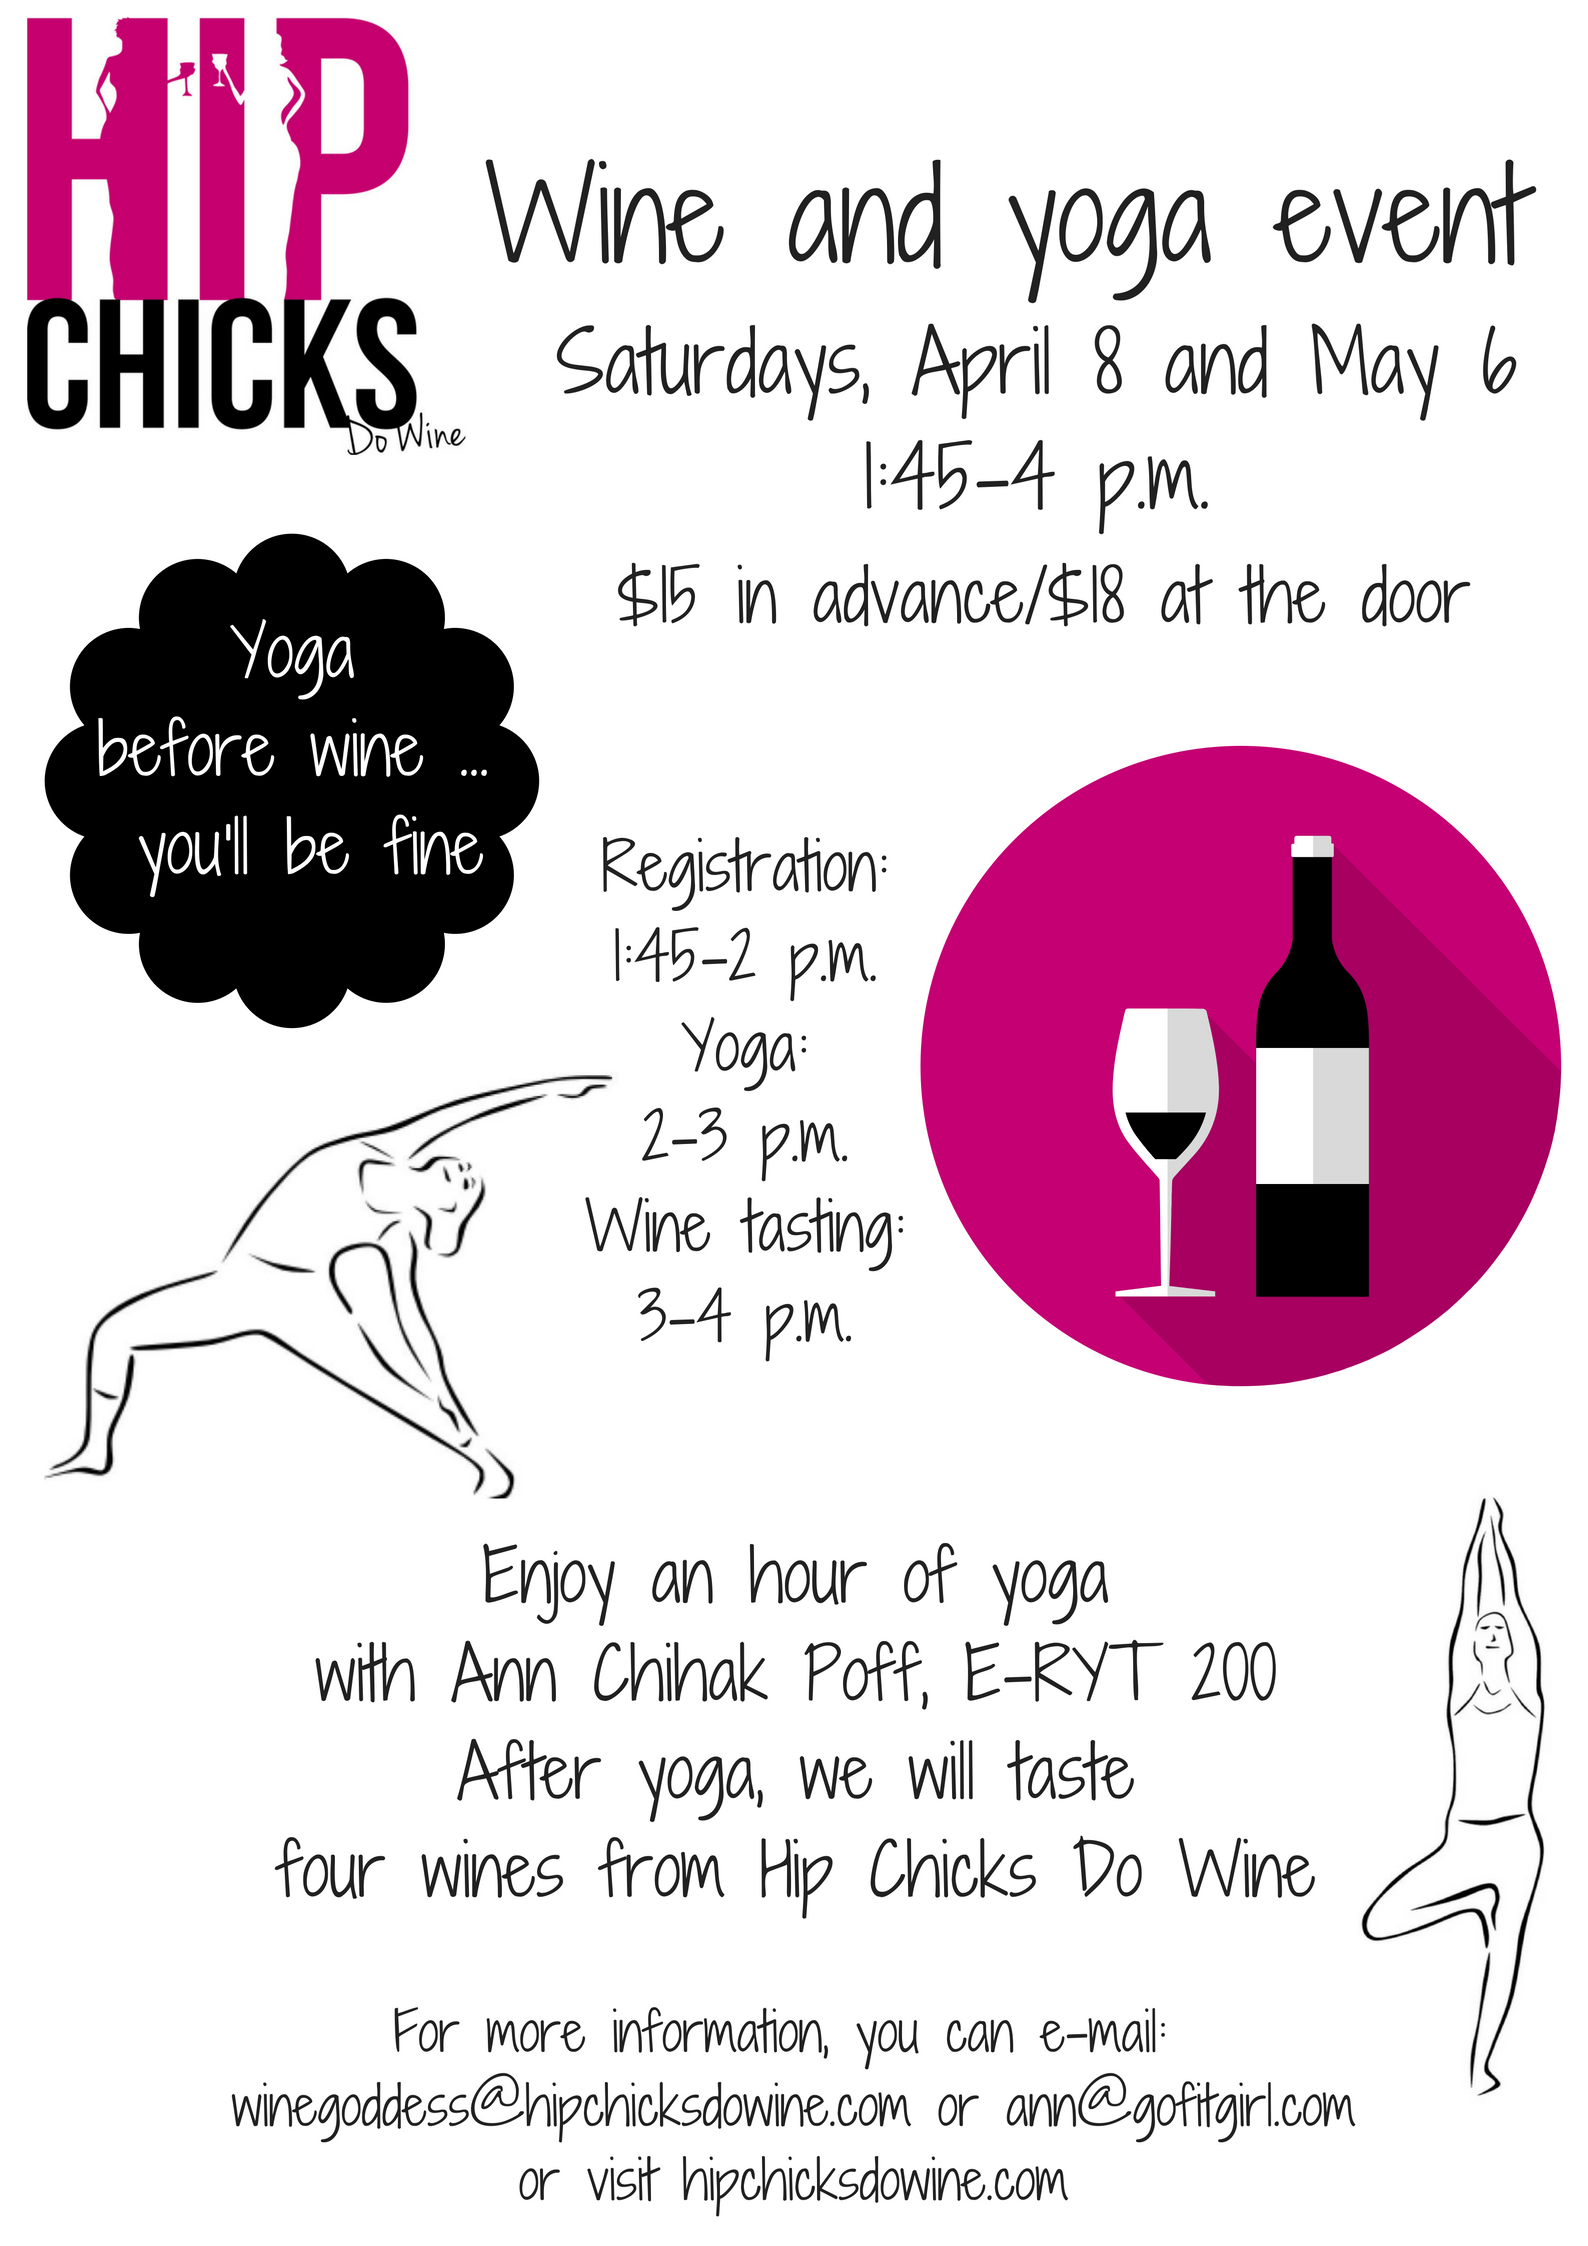 HIP
CHICKS
Do Wine
Wine and yoga event
Saturdays, April 8 and May 6
1:45-4 p.m.
$15 in advance/$18 at the door
Yoga
before wine ...
you'll be fine
Registration:
1:45-2 p.m.
Yoga:
2-3 p.m.
Wine tasting:
3-4 p.m.
Enjoy an hour of yoga
with Ann Chihak Poff, E-RYT 200
After yoga, we will taste
four wines from Hip Chicks Do Wine
For more information, you can e-mail:
winegoddess@hipchicksdowine.com or ann@gofitgirl.com
or visit hipchicksdowine.com